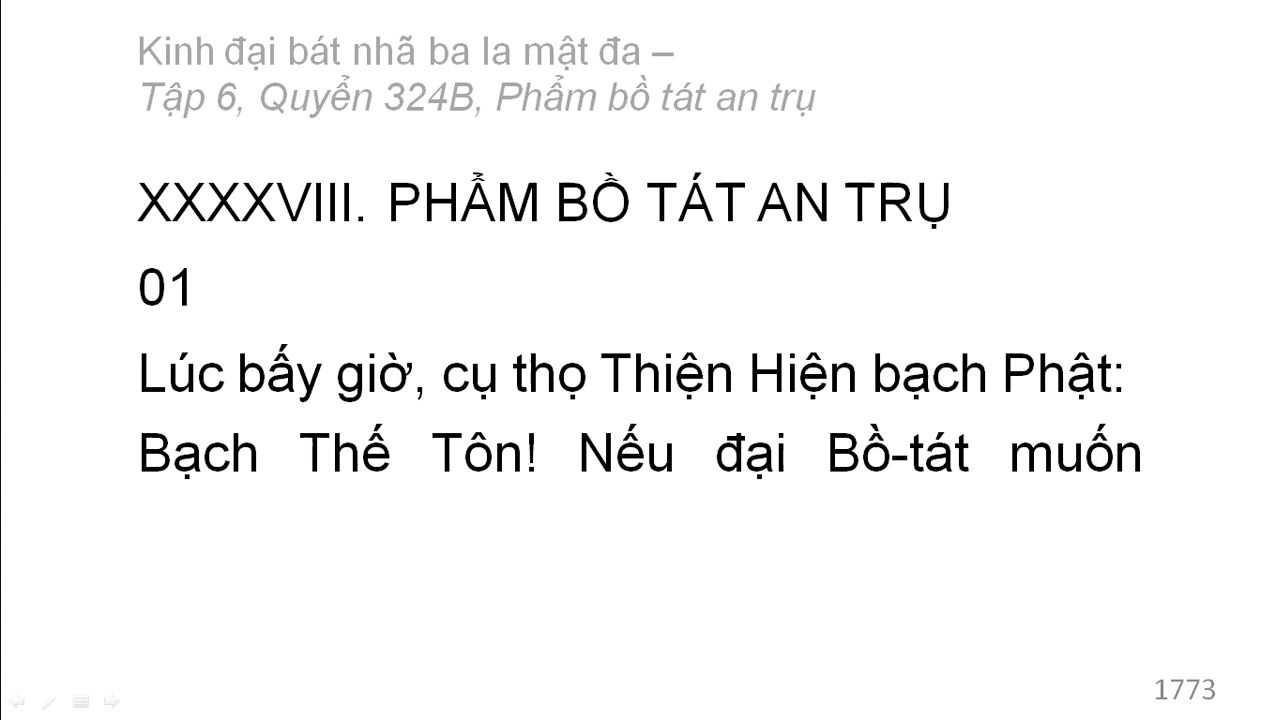 Kinh đại bát nhã ba la mật đa –
Tập 6, Quyển 324B, Phẩm bồ tát an trụ
XXXXVIII. PHẨM BỒ TÁT AN TRỤ
01
Lúc bấy giờ, cụ thọ Thiện Hiện bạch Phật:
Bạch Thế Tôn! Nếu đại Bồ-tát muốn
1773